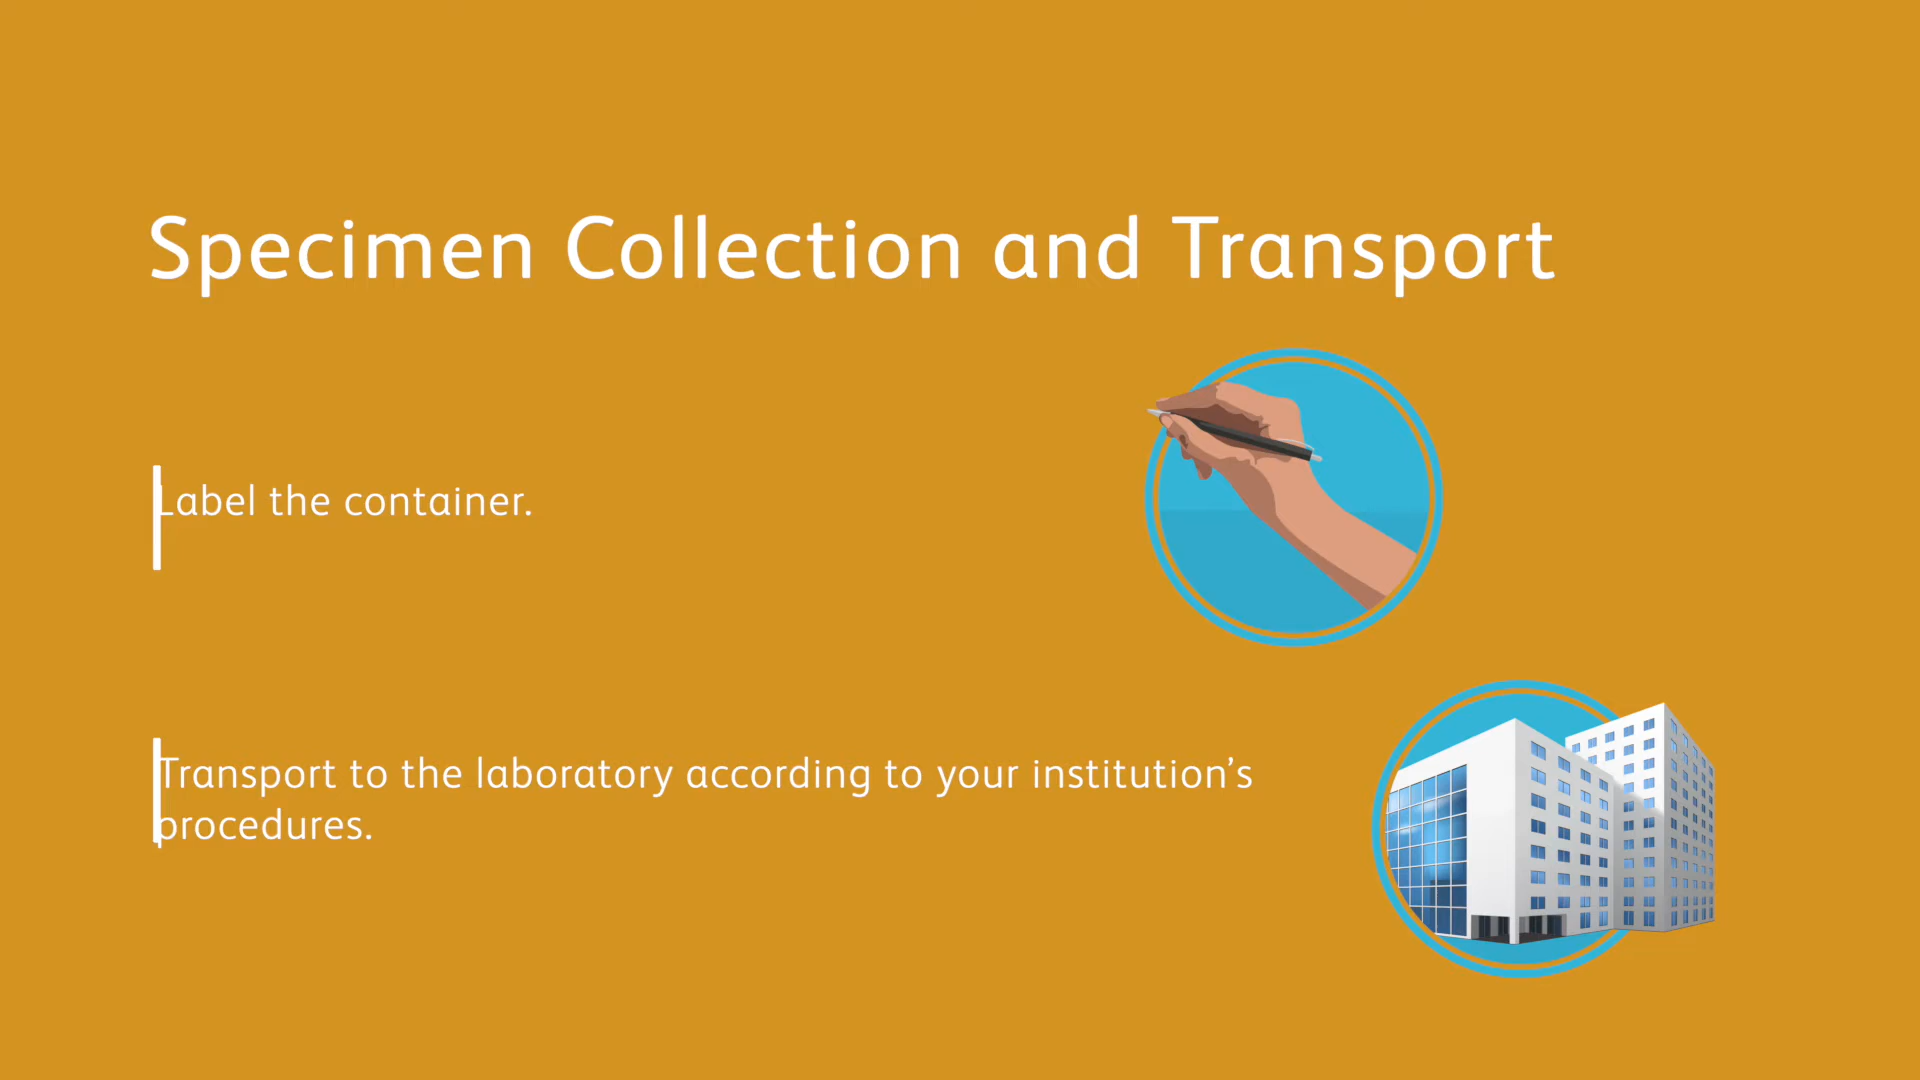 Specimen Collection and Transport
Label the container.
Transport to the laboratory according to your institution’s
procedures.